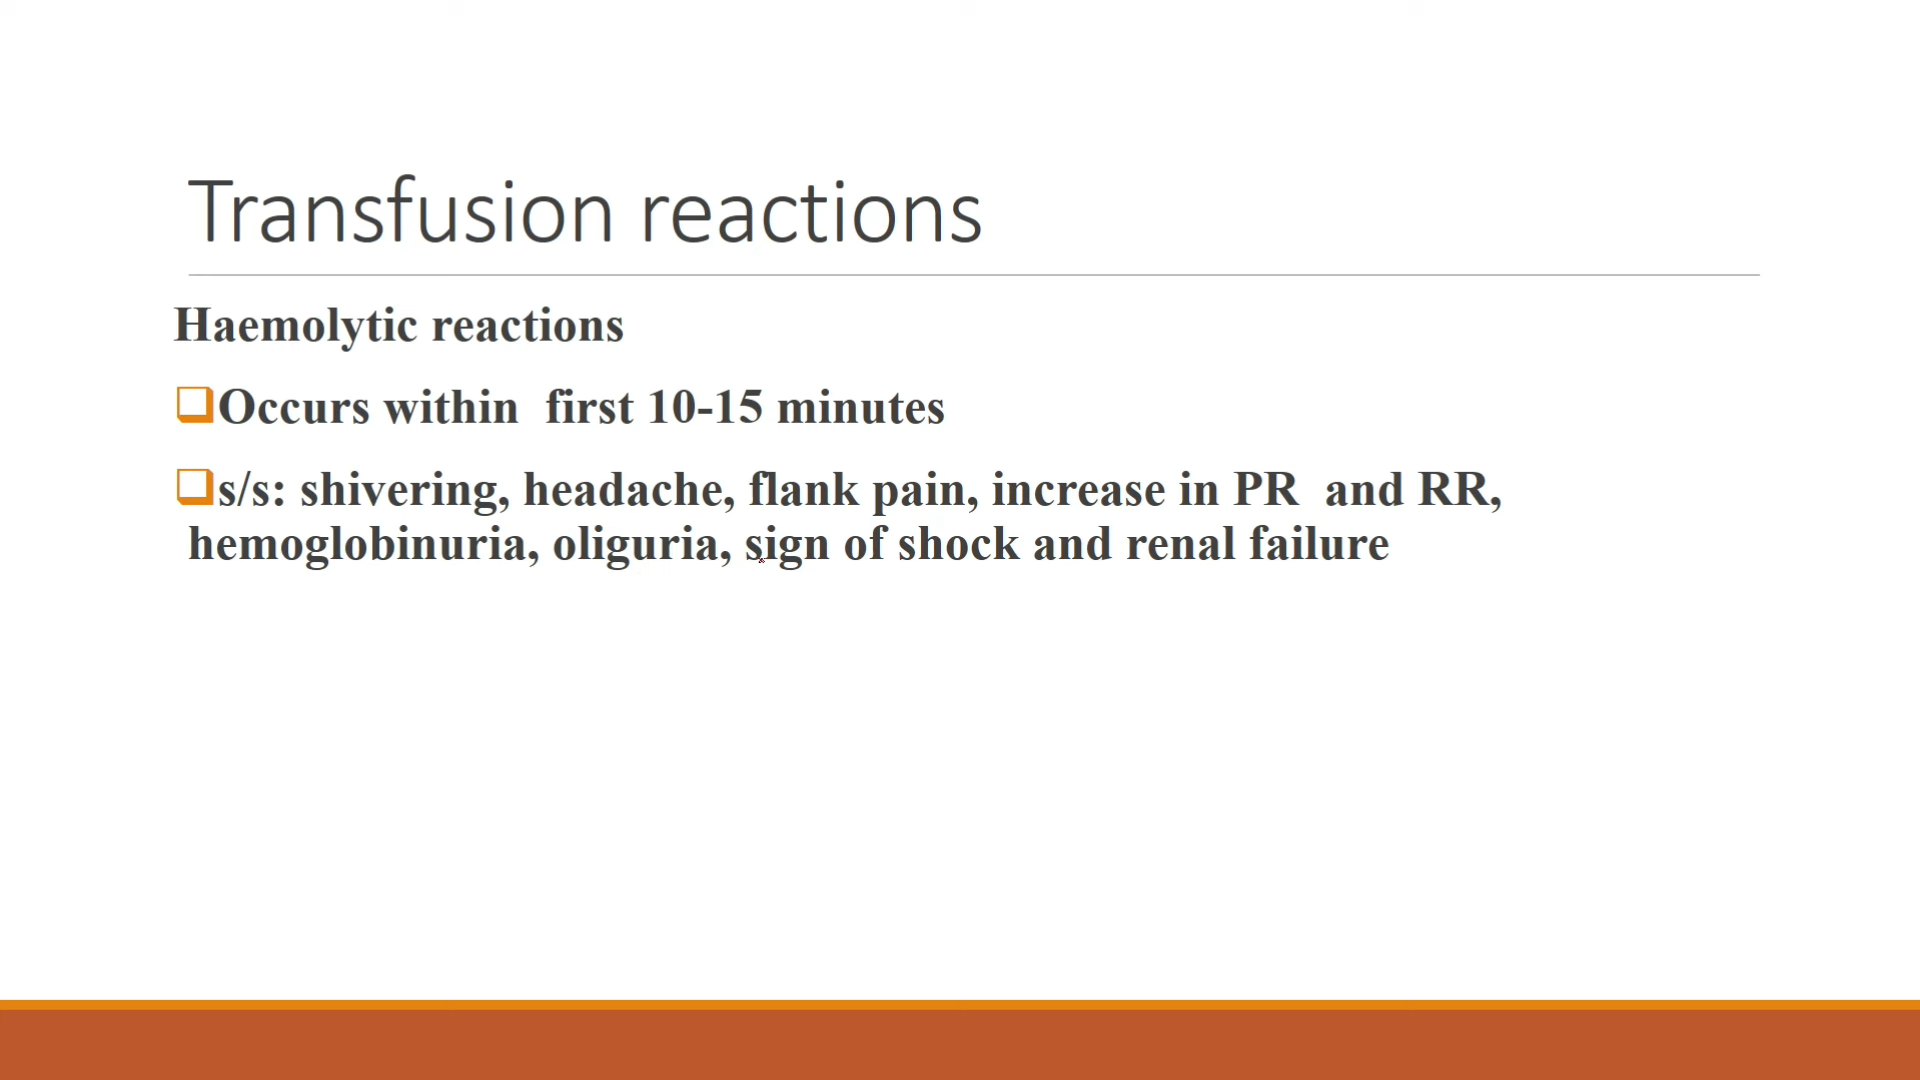 Transfusion reactions
Haemolytic reactions
❑Occurs within  first 10-15 minutes
❑s/s: shivering, headache, flank pain, increase in PR  and RR,
hemoglobinuria, oliguria, sign of shock and renal failure